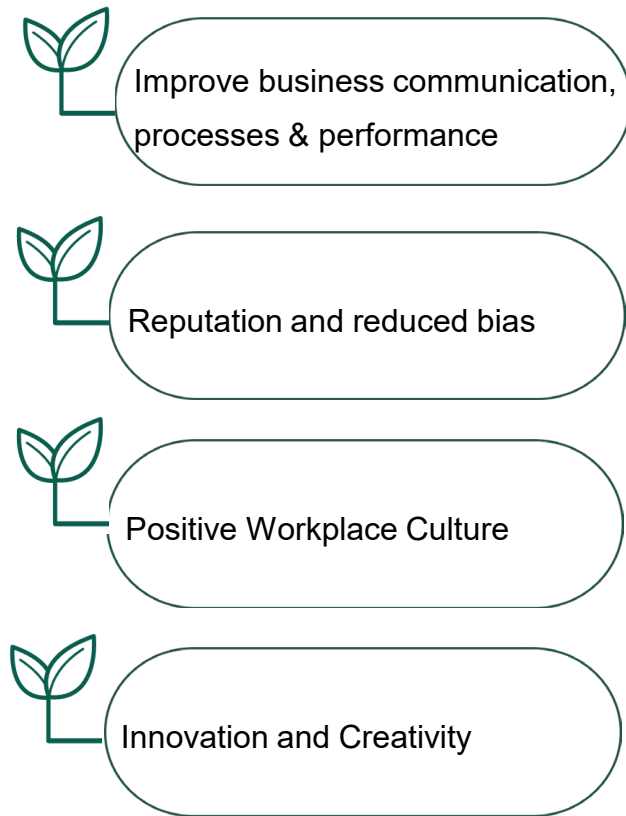 Improve business communication,
processes & performance
Reputation and reduced bias
Positive Workplace Culture
Innovation and Creativity